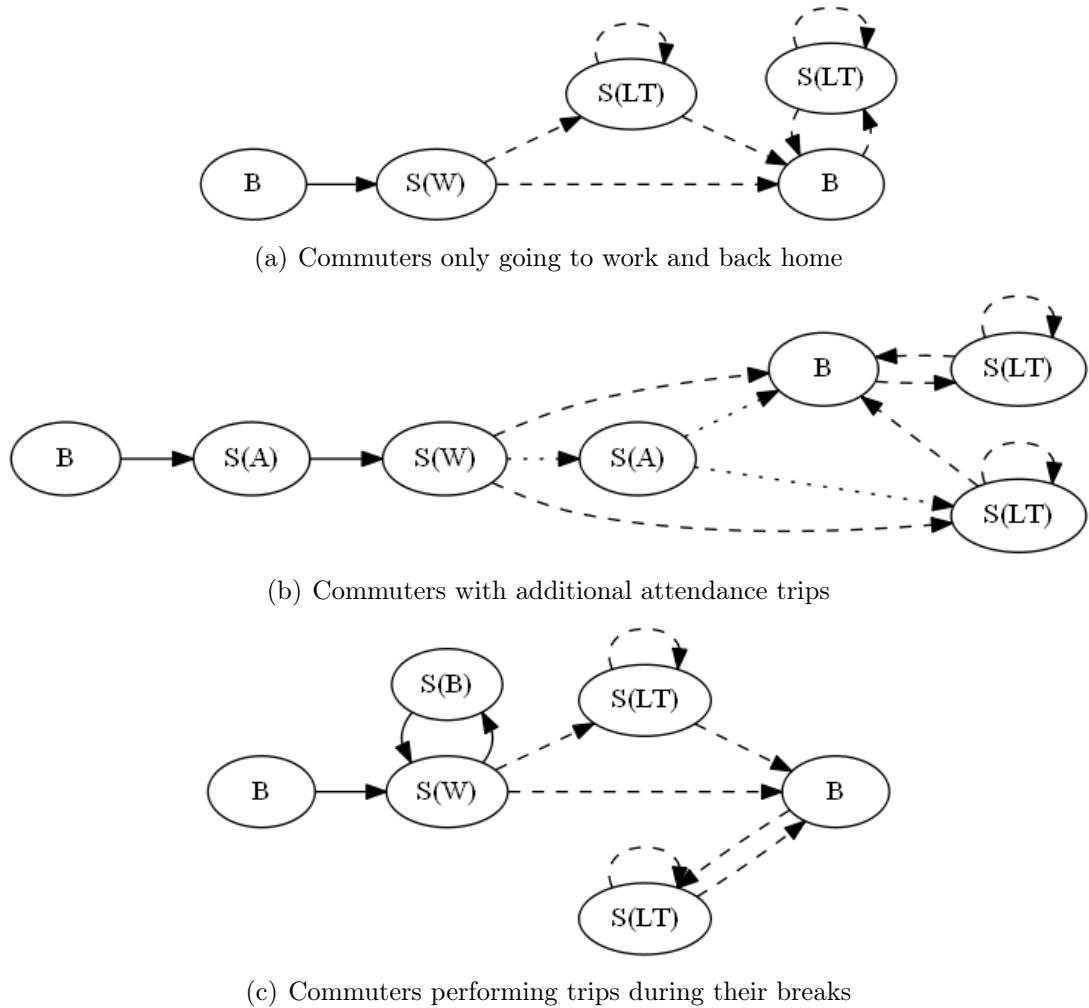 S(LT)
S(LT)
B
S(W)
B
(a) Commuters only going to work and back home
B
S(LT)
B
S(A)
S(W)
S(A)
S(LT)
(b) Commuters with additional attendance trips
S(B)
S(LT)
B
S(W)
B
S(LT)
(c) Commuters performing trips during their breaks